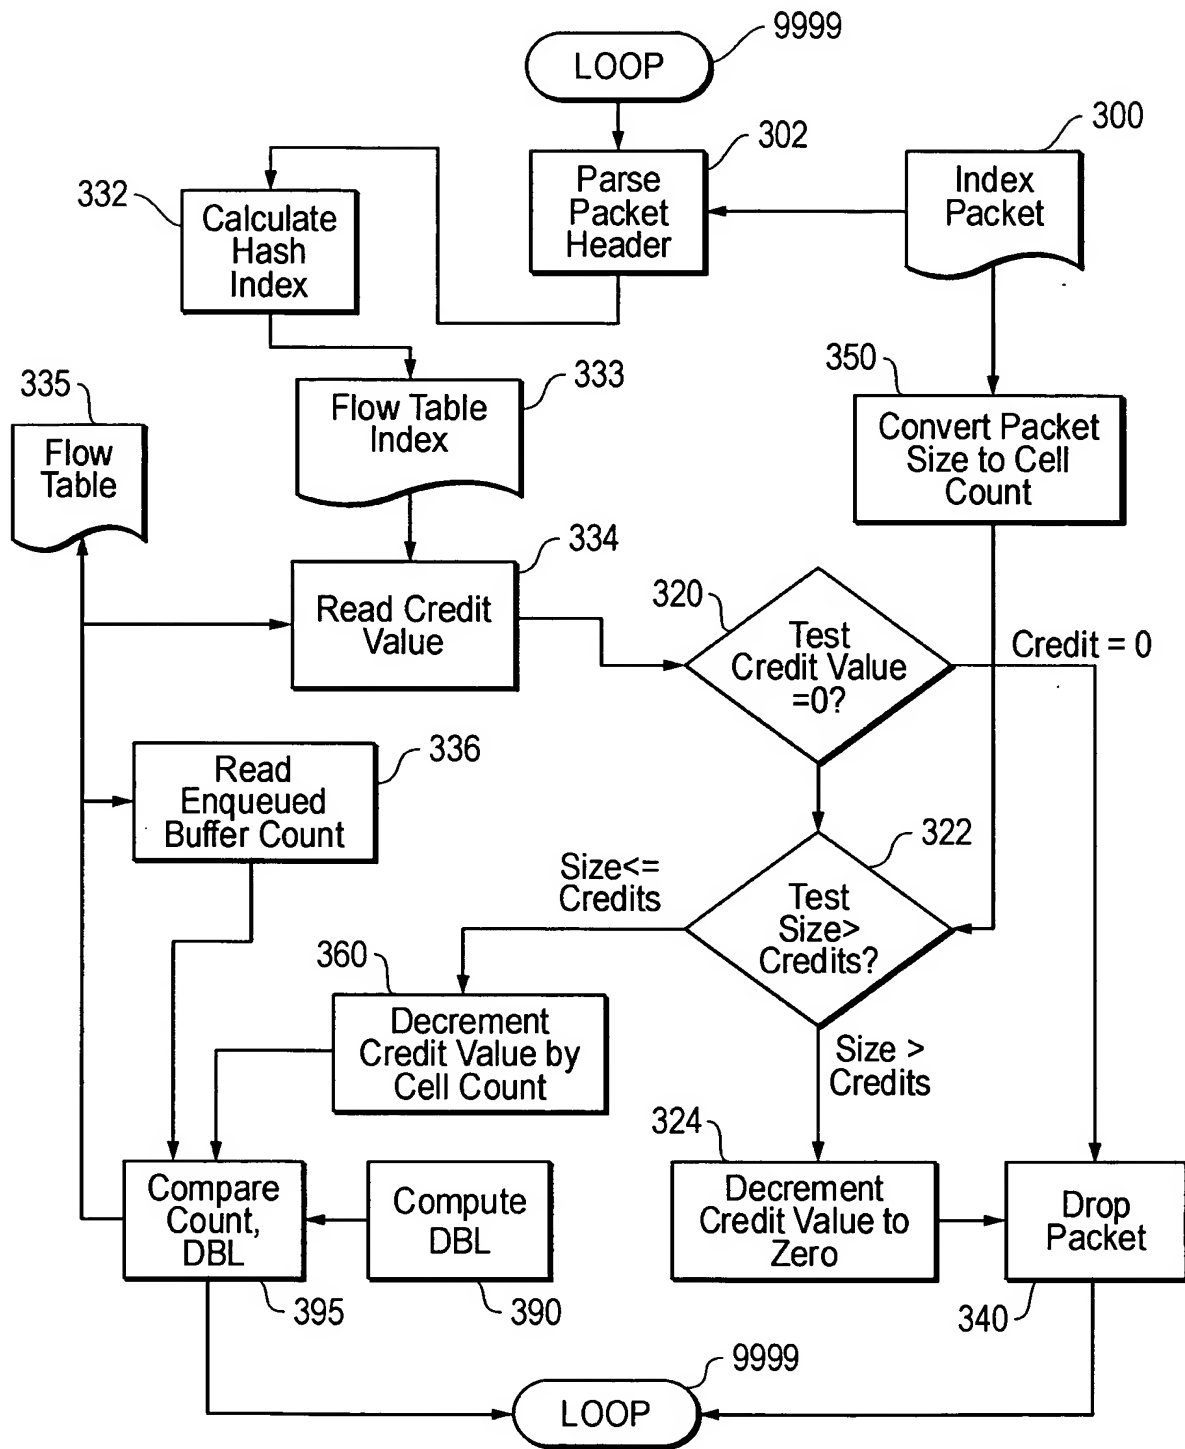 9999
LOOP
302
300
Parse
Packet
Header
Index
Packet
332
Calculate
Hash
Index
335
333
350
Flow
Table
Flow Table
Index
Convert Packet
Size to Cell
Count
334
Read Credit
Value
320
Test
Credit Value
=0?
Credit = 0
336
Read
Enqueued
Buffer Count
322
Size<=
Credits
Test
Size>
Credits?
360
Decrement
Credit Value by
Cell Count
Size >
Credits
324
Compare
Count,
DBL
Compute
DBL
Decrement
Credit Value to
Zero
Drop
Packet
395
390
340
9999
LOOP